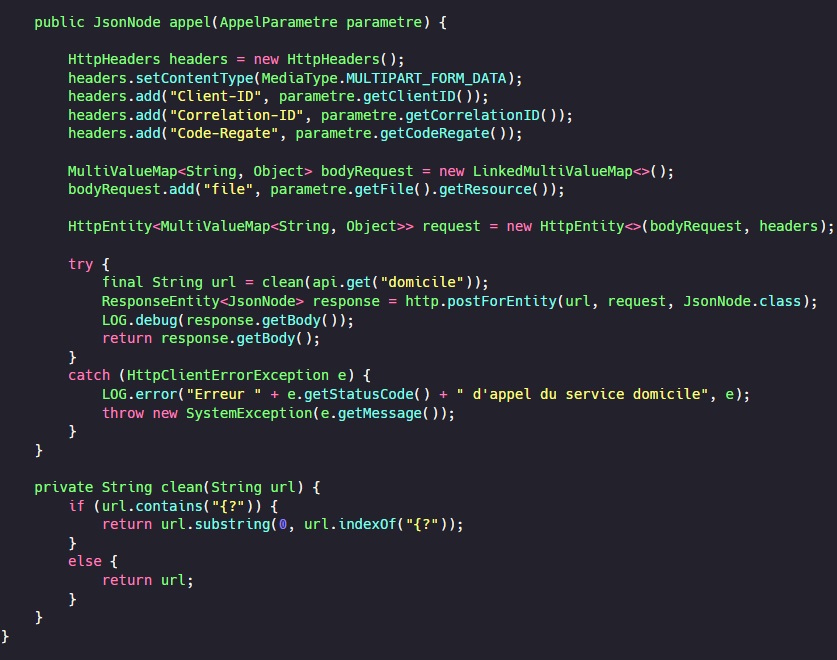 public JsonNode appel(AppelParametre parametre) {
HttpHeaders headers = new HttpHeaders();
headers.setContentType(MediaType.MULTIPART_FORM_DATA);
headers.add("Client-ID", parametre.getClientID());
headers.add("Correlation-ID", parametre.getCorrelationID());
headers.add("Code-Regate", parametre.getCodeRegate());
MultiValueMap<String, Object> bodyRequest = new LinkedMultiValueMap<>();
bodyRequest.add("file", parametre.getFile().getResource());
HttpEntity<MultiValueMap<String, Object>> request = new HttpEntity<>(bodyRequest, headers);
try {
final String url = clean(api.get("domicile"));
ResponseEntity<JsonNode> response = http.postForEntity(url, request, JsonNode.class);
LOG.debug(response.getBody());
return response.getBody();
}
catch (HttpClientErrorException e) {
LOG.error("Erreur " + e.getStatusCode() + " d'appel du service domicile", e);
throw new SystemException(e.getMessage());
}
}
private String clean(String url) {
if (url.contains("{?")) {
return url.substring(0, url.indexOf("{?"));
}
else {
return url;
}
}
}